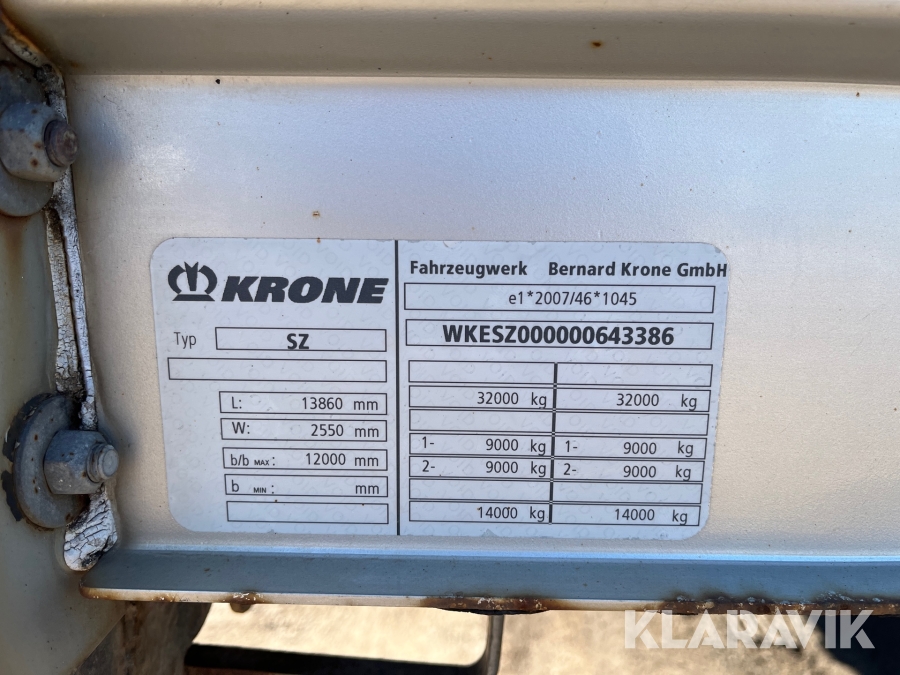 KRONE
Typ SZ
L: 13860 mm
W: 2550 mm
b/b MAX: 12000 mm
b MIN: mm
Fahrzeugwerk Bernard Krone GmbH
e1*2007/46*1045
WKESZ000000643386
32000 kg 32000 kg
1- 9000 kg 1- 9000 kg
2- 9000 kg 2- 9000 kg
14000 kg 14000 kg
KLARAVIK